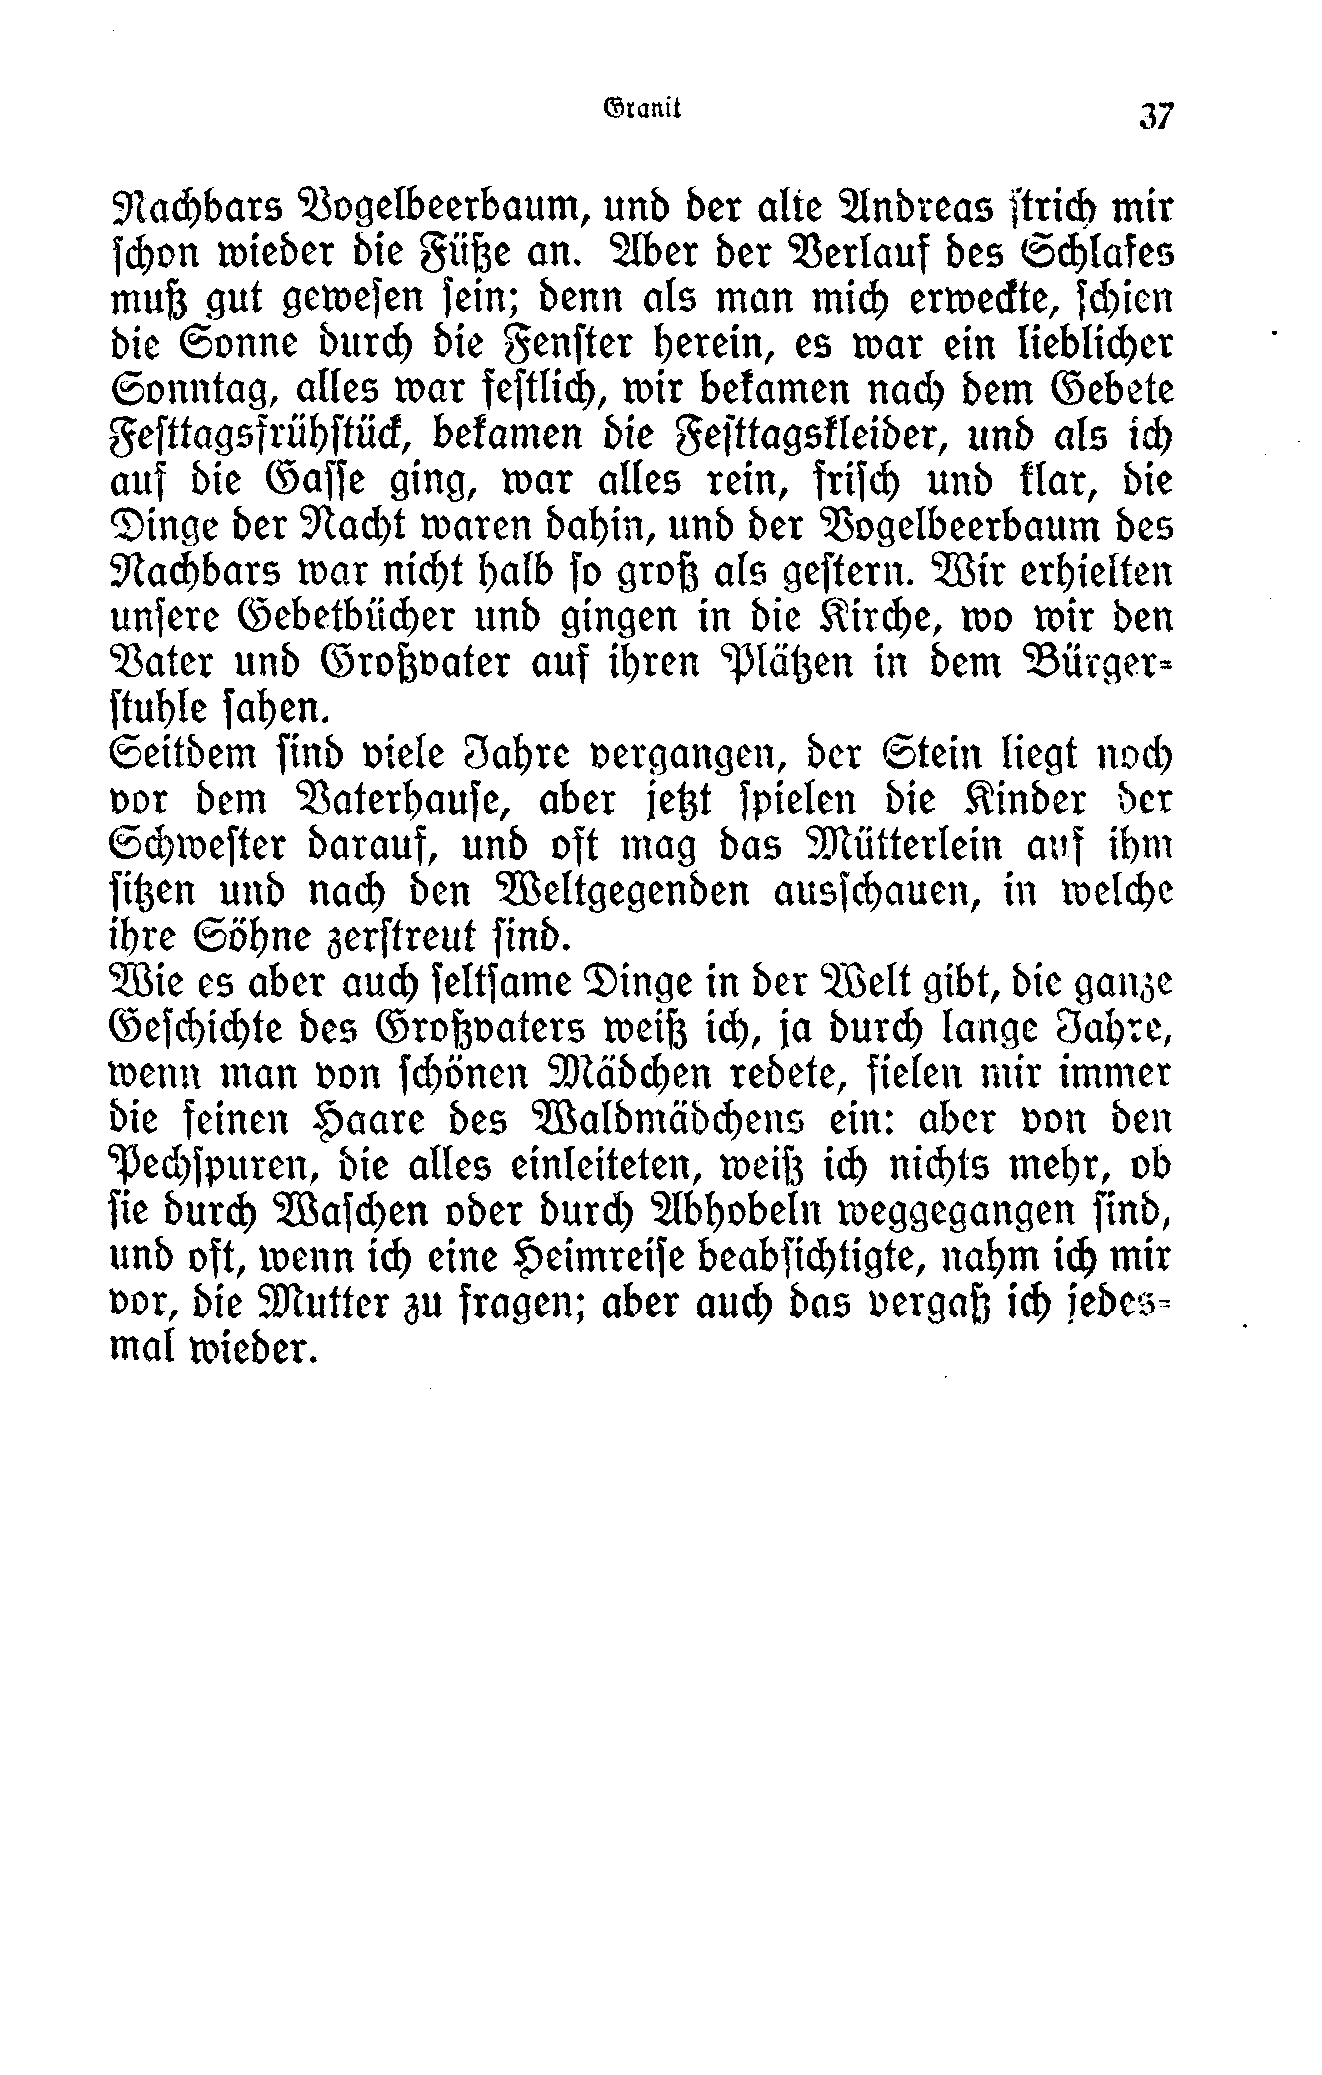 Granit 37
Nachbars Vogelbeerbaum, und der alte Andreas ſtrich mir
ſchon wieder die Füße an. Aber der Verlauf des Schlafes
muß gut geweſen ſein; denn als man mich erweckte, ſchien
die Sonne durch die Fenſter herein, es war ein lieblicher
Sonntag, alles war feſtlich, wir bekamen nach dem Gebete
Feſttagsfrühſtück, bekamen die Feſttagskleider, und als ich
auf die Gaſſe ging, war alles rein, friſch und klar, die
Dinge der Nacht waren dahin, und der Vogelbeerbaum des
Nachbars war nicht halb ſo groß als geſtern. Wir erhielten
unſere Gebetbücher und gingen in die Kirche, wo wir den
Vater und Großvater auf ihren Plätzen in dem Bürger-
ſtuhle ſahen.
Seitdem ſind viele Jahre vergangen, der Stein liegt noch
vor dem Vaterhauſe, aber jetzt ſpielen die Kinder der
Schweſter darauf, und oft mag das Mütterlein auf ihm
ſitzen und nach den Weltgegenden ausſchauen, in welche
ihre Söhne zerſtreut ſind.
Wie es aber auch ſeltſame Dinge in der Welt gibt, die ganze
Geſchichte des Großvaters weiß ich, ja durch lange Jahre,
wenn man von ſchönen Mädchen redete, fielen mir immer
die feinen Haare des Waldmädchens ein: aber von den
Pechſpuren, die alles einleiteten, weiß ich nichts mehr, ob
ſie durch Waſchen oder durch Abhobeln weggegangen ſind,
und oft, wenn ich eine Heimreiſe beabſichtigte, nahm ich mir
vor, die Mutter zu fragen; aber auch das vergaß ich jedes-
mal wieder.